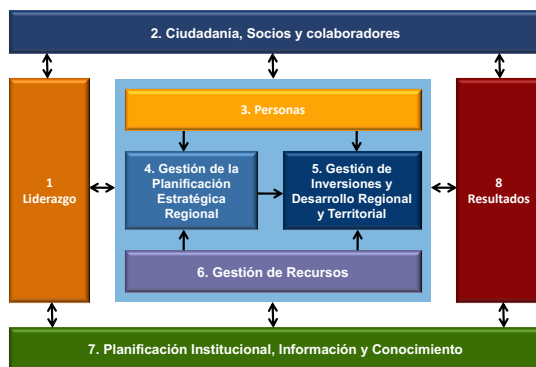 2. Ciudadanía, Socios y colaboradores
1
Liderazgo
3. Personas
4. Gestión de la
Planificación
Estratégica
Regional
5. Gestión de
Inversiones y
Desarrollo Regional
y Territorial
6. Gestión de Recursos
8
Resultados
7. Planificación Institucional, Información y Conocimiento